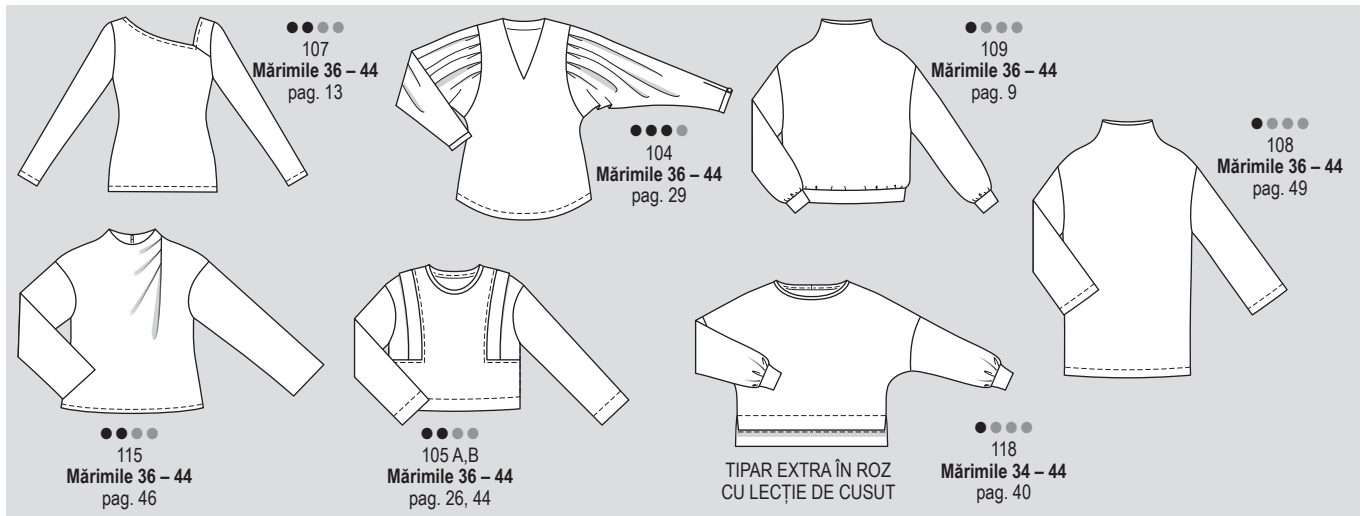 107
Mărimile 36 – 44
pag. 13
104
Mărimile 36 – 44
pag. 29
109
Mărimile 36 – 44
pag. 9
108
Mărimile 36 – 44
pag. 49
115
Mărimile 36 – 44
pag. 46
105 A,B
Mărimile 36 – 44
pag. 26, 44
TIPAR EXTRA ÎN ROZ
CU LECȚIE DE CUSUT
118
Mărimile 34 – 44
pag. 40